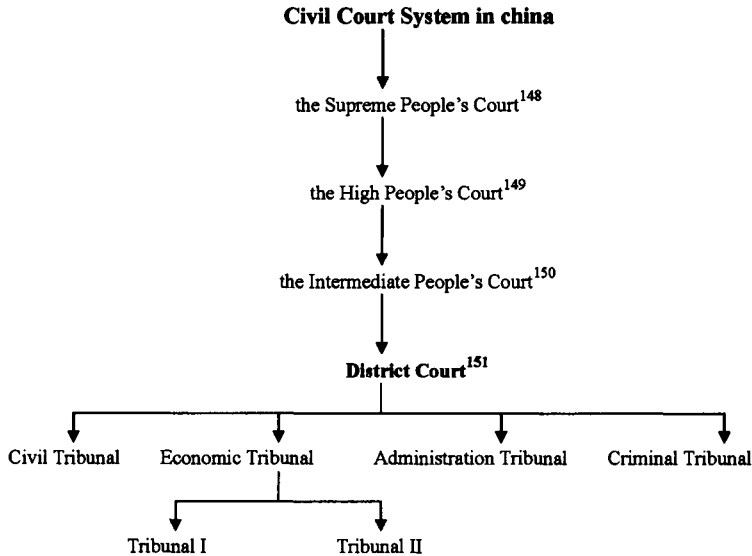 Civil Court System in china
the Supreme People's Court148
the High People's Court149
the Intermediate People's Court150
District Court151
Civil Tribunal Economic Tribunal Administration Tribunal Criminal Tribunal
Tribunal I Tribunal II